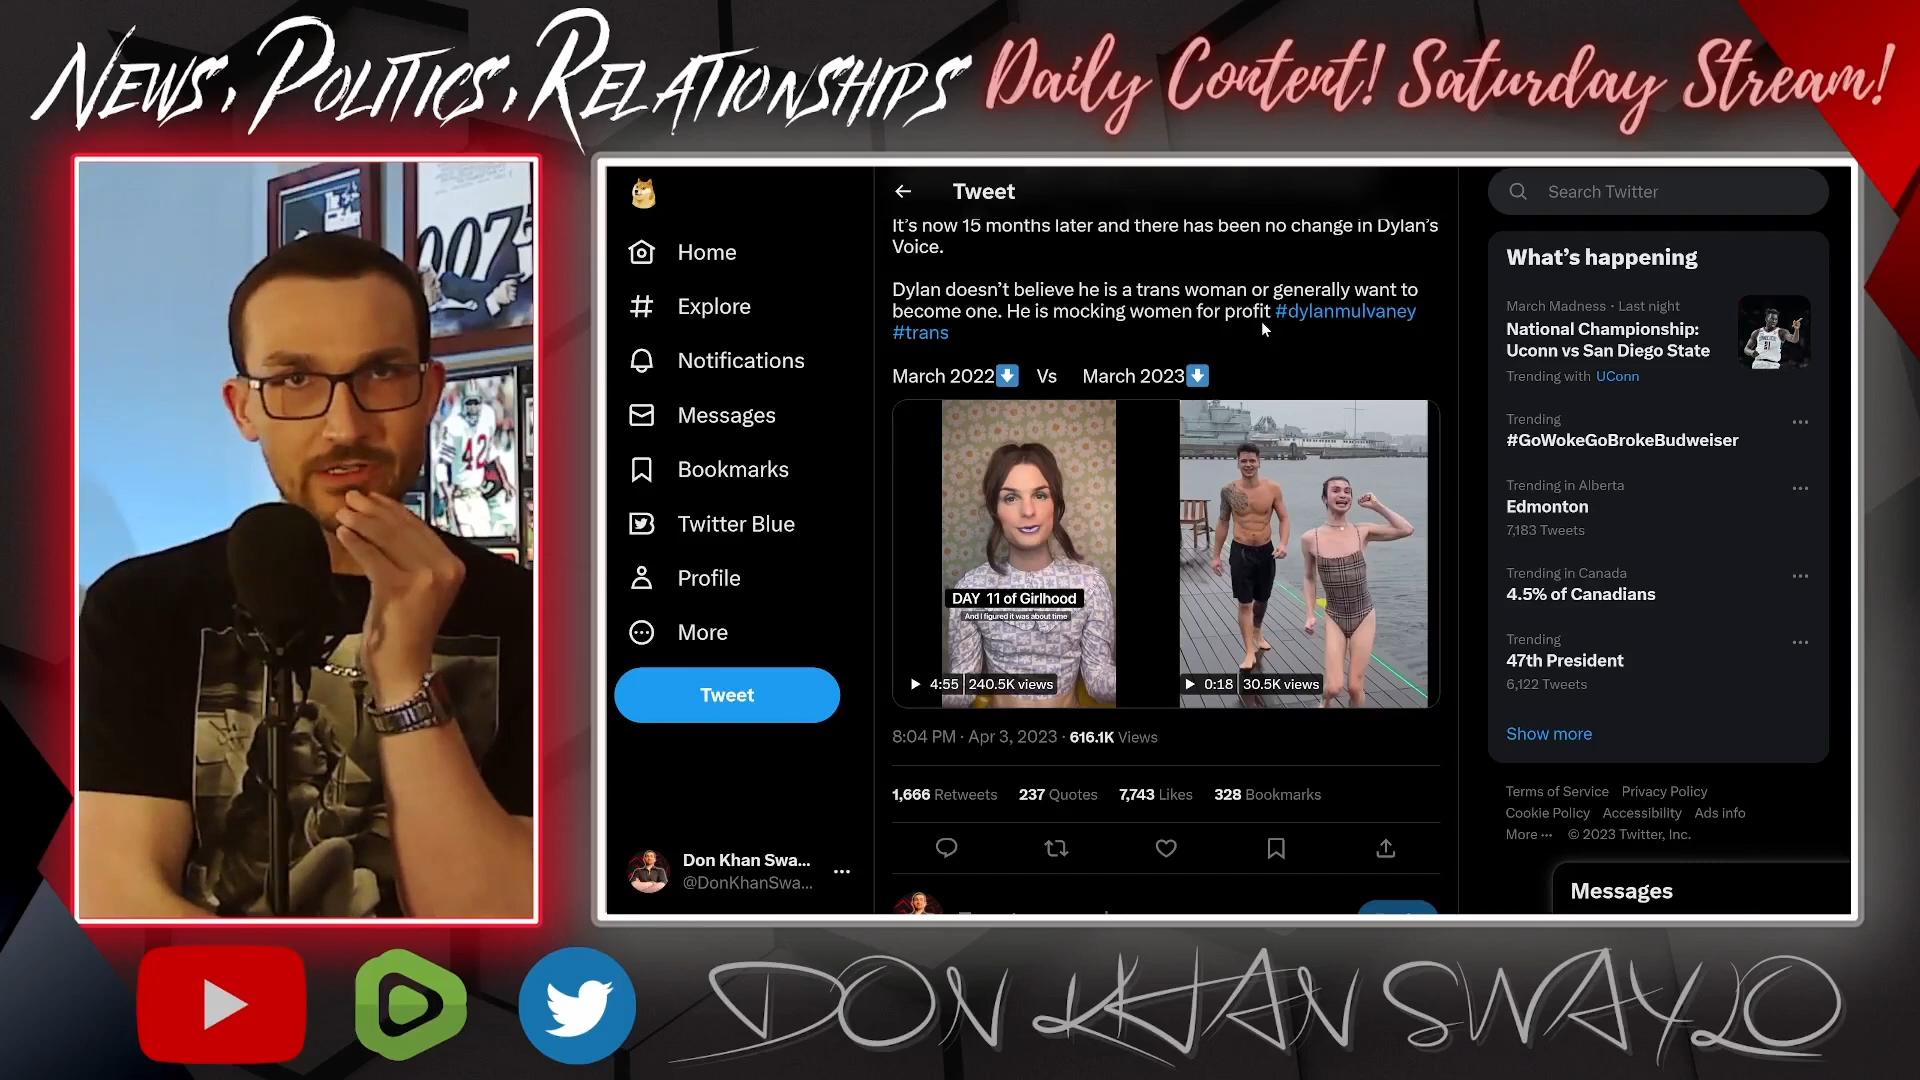 NEWS, POLITICS, RELATIONSHIPS Daily Content! Saturday Stream!
007
42
Home
Explore
Notifications
Messages
Bookmarks
Twitter Blue
Profile
More
Tweet
Don Khan Swa...
@DonKhanSwa...
Tweet
It's now 15 months later and there has been no change in Dylan's
Voice.
Dylan doesn't believe he is a trans woman or generally want to
become one. He is mocking women for profit #dylanmulvaney
#trans
March 2022⬇️ Vs March 2023⬇️
DAY 11 of Girlhood
And I figured it was about time
4:55 240.5K views
0:18 30.5K views
8:04 PM · Apr 3, 2023 · 616.1K Views
1,666 Retweets 237 Quotes 7,743 Likes 328 Bookmarks
Search Twitter
What's happening
March Madness · Last night
National Championship:
Uconn vs San Diego State
Trending with UConn
Trending
#GoWokeGoBrokeBudweiser
Trending in Alberta
Edmonton
7,183 Tweets
Trending in Canada
4.5% of Canadians
Trending
47th President
6,122 Tweets
Show more
Terms of Service Privacy Policy
Cookie Policy Accessibility Ads info
More ··· © 2023 Twitter, Inc.
Messages
DON KHAN SWAYLO